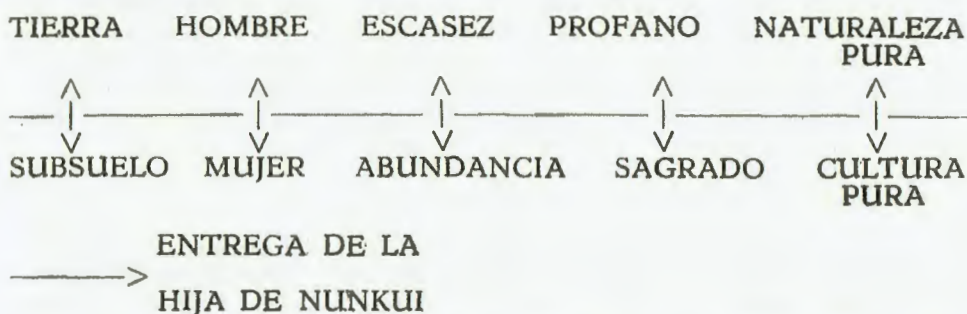 TIERRA HOMBRE ESCASEZ PROFANO NATURALEZA
PURA
SUBSUELO MUJER ABUNDANCIA SAGRADO CULTURA
PURA
ENTREGA DE LA
HIJA DE NUNKUI